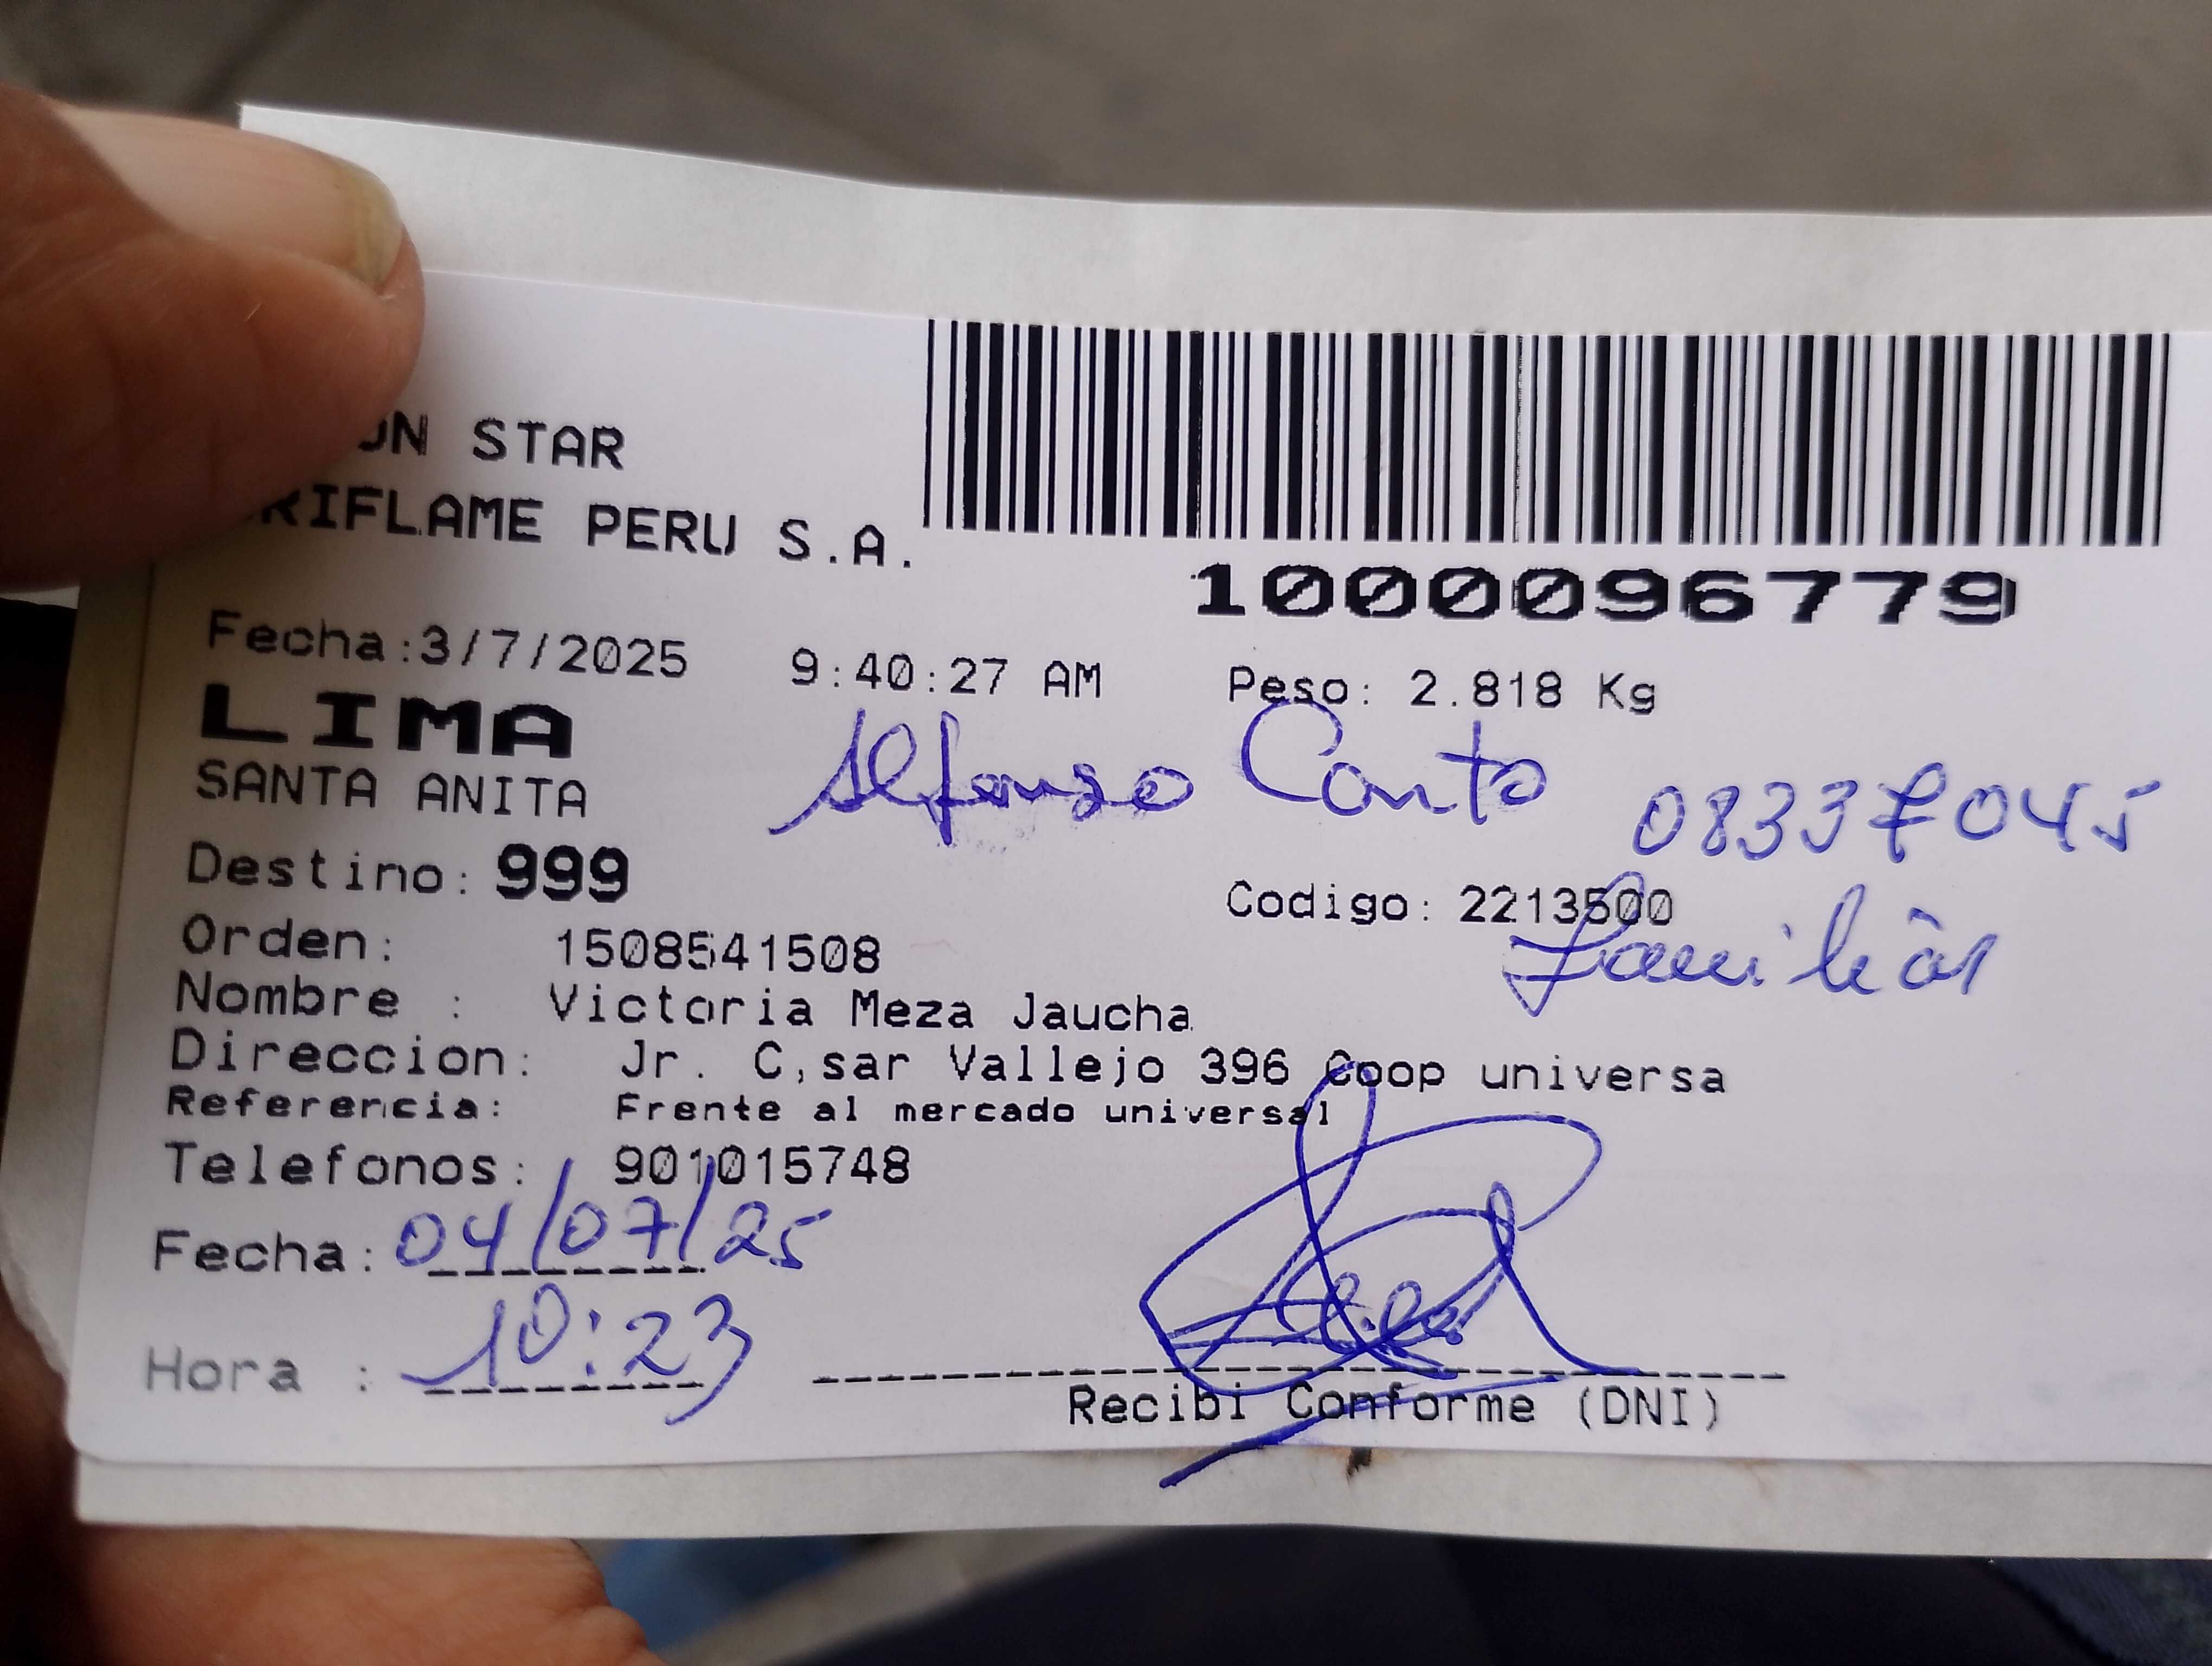 STAR
RIFLAME PERU S.A.
1000096779
Fecha:3/7/2025 9:40:27 AM Peso: 2.818 Kg
LIMA
SANTA ANITA
Alfonso Canto 08337045
Destino: 999
Codigo: 2213500
Familiar
Orden: 1508541508
Nombre : Victoria Meza Jaucha
Direccion: Jr. C,sar Vallejo 396 Coop universa
Referencia: Frente al mercado universal
Telefonos: 901015748
Fecha: 04/07/25
Hora : 10:23
Recibi Conforme (DNI)